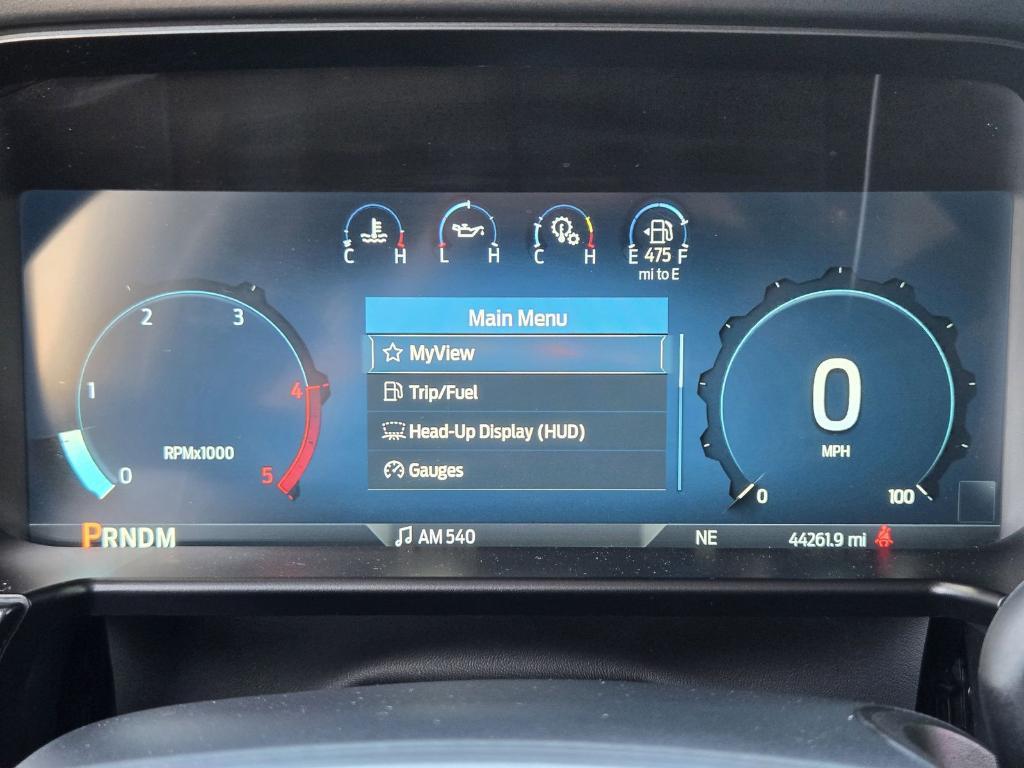 C H
L H
C H
E 475 F
mi to E
Main Menu
MyView
Trip/Fuel
Head-Up Display (HUD)
Gauges
0
1
2
3
4
5
RPMx1000
0
MPH
0
100
PRNDM
AM 540
NE
44261.9 mi